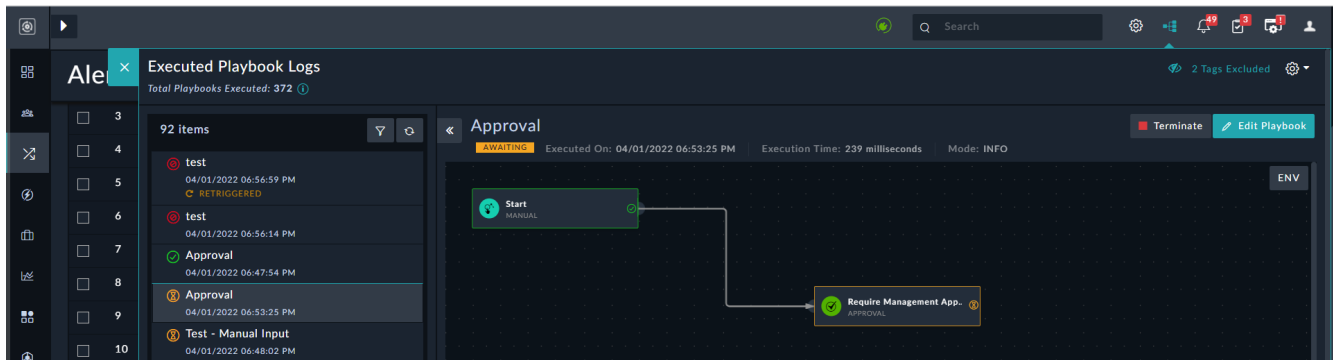 Search
49
3
!
Ale
Executed Playbook Logs
Total Playbooks Executed: 372
2 Tags Excluded
3
4
5
6
7
8
9
10
92 items
test
04/01/2022 06:56:59 PM
RETRIGGERED
test
04/01/2022 06:56:14 PM
Approval
04/01/2022 06:47:54 PM
Approval
04/01/2022 06:53:25 PM
Test - Manual Input
04/01/2022 06:48:02 PM
Approval
Terminate
Edit Playbook
AWAITING Executed On: 04/01/2022 06:53:25 PM Execution Time: 239 milliseconds Mode: INFO
ENV
Start
MANUAL
Require Management App..
APPROVAL